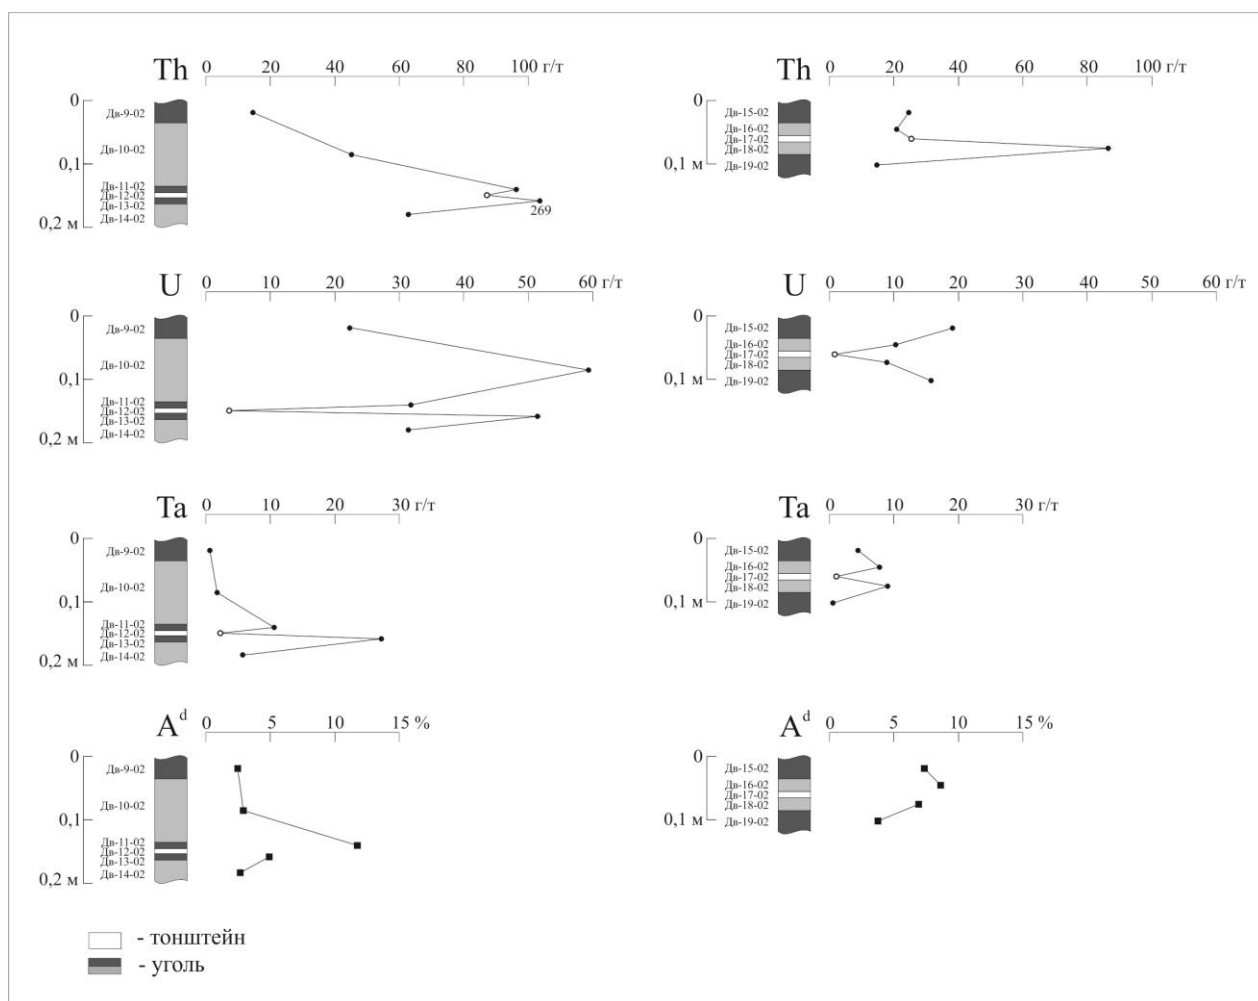 Th 0 20 40 60 80 100 г/т
0
Дв-9-02
Дв-10-02
0,1
Дв-11-02
Дв-12-02
Дв-13-02
Дв-14-02
0,2 м
269
Th 0 20 40 60 80 100 г/т
0
Дв-15-02
Дв-16-02
Дв-17-02
Дв-18-02
0,1 м
Дв-19-02
U 0 10 20 30 40 50 60 г/т
0
Дв-9-02
Дв-10-02
0,1
Дв-11-02
Дв-12-02
Дв-13-02
Дв-14-02
0,2 м
U 0 10 20 30 40 50 60 г/т
0
Дв-15-02
Дв-16-02
Дв-17-02
Дв-18-02
0,1 м
Дв-19-02
Ta 0 10 20 30 г/т
0
Дв-9-02
Дв-10-02
0,1
Дв-11-02
Дв-12-02
Дв-13-02
Дв-14-02
0,2 м
Ta 0 10 20 30 г/т
0
Дв-15-02
Дв-16-02
Дв-17-02
Дв-18-02
0,1 м
Дв-19-02
A^d 0 5 10 15 %
0
Дв-9-02
Дв-10-02
0,1
Дв-11-02
Дв-12-02
Дв-13-02
Дв-14-02
0,2 м
A^d 0 5 10 15 %
0
Дв-15-02
Дв-16-02
Дв-17-02
Дв-18-02
0,1 м
Дв-19-02
- тонштейн
- уголь